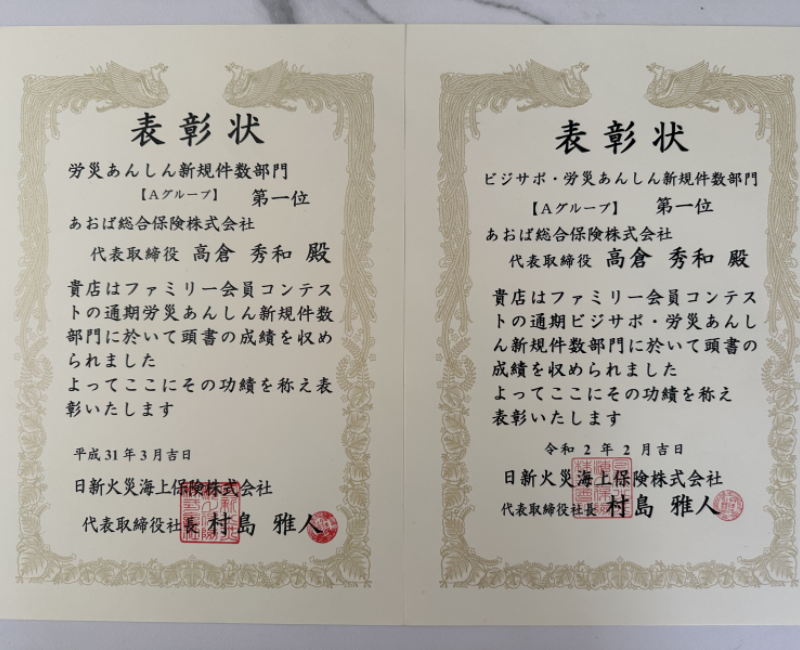 表彰状
労災あんしん新規件数部門
【Aグループ】 第一位
あおば総合保険株式会社
代表取締役 高倉 秀和 殿
貴店はファミリー会員コンテス
トの通期労災あんしん新規件数
部門に於いて頭書の成績を収め
られました
よってここにその功績を称え表
彰いたします
平成31年3月吉日
日新火災海上保険株式会社
代表取締役社長 村島 雅人
表彰状
ビジサポ・労災あんしん新規件数部門
【Aグループ】 第一位
あおば総合保険株式会社
代表取締役 高倉 秀和 殿
貴店はファミリー会員コンテス
トの通期ビジサポ・労災あんし
ん新規件数部門に於いて頭書の
成績を収められました
よってここにその功績を称え
表彰いたします
令和 2 年 2 月吉日
日新火災海上保険株式会社
代表取締役社長 村島 雅人